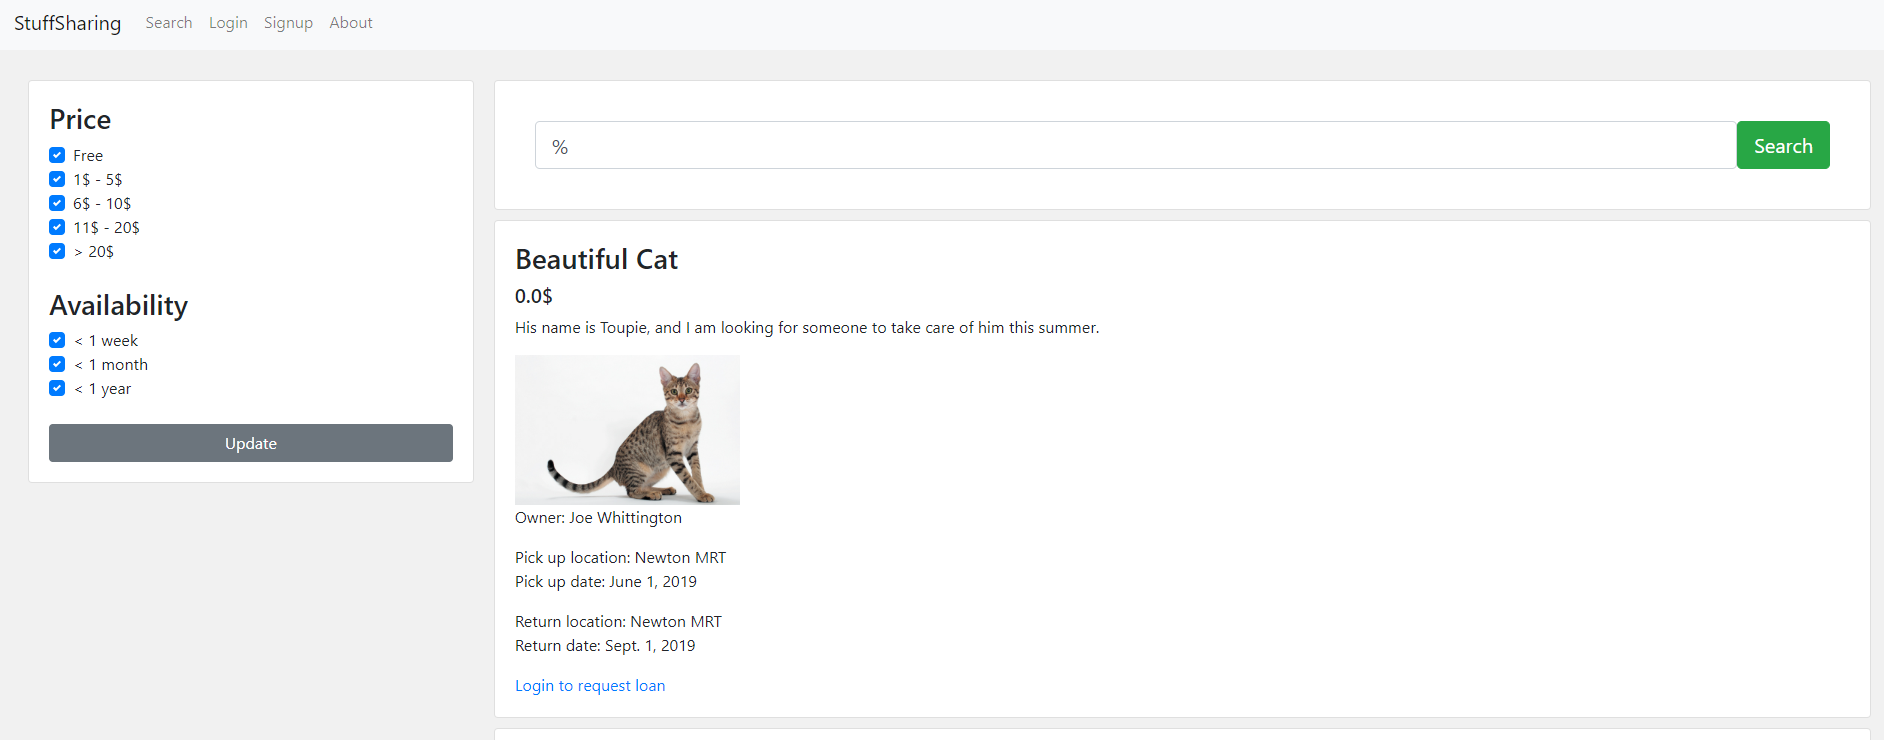 StuffSharing Search Login Signup About
Price
Free
1$ - 5$
6$ - 10$
11$ - 20$
> 20$
Availability
< 1 week
< 1 month
< 1 year
Update
% Search
Beautiful Cat
0.0$
His name is Toupie, and I am looking for someone to take care of him this summer.
Owner: Joe Whittington
Pick up location: Newton MRT
Pick up date: June 1, 2019
Return location: Newton MRT
Return date: Sept. 1, 2019
Login to request loan